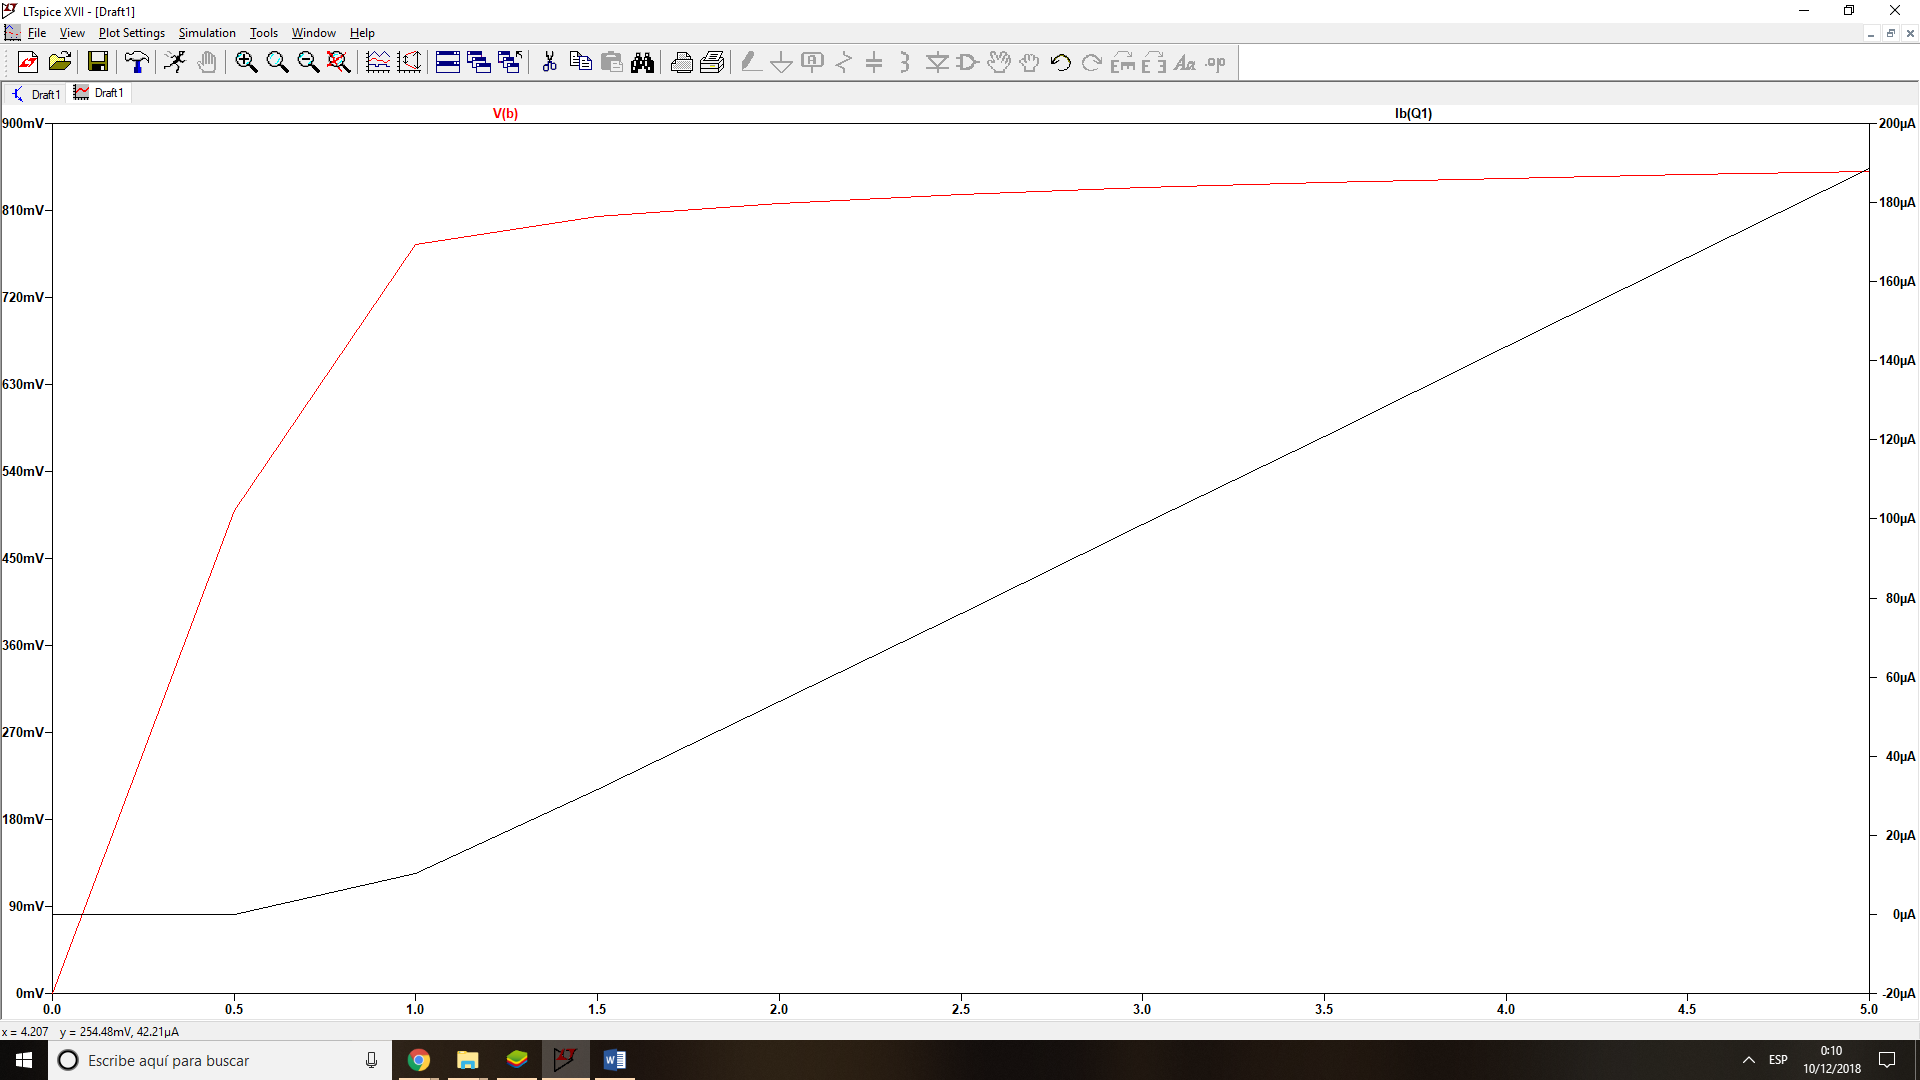 LTspice XVII - [Draft1]
File View Plot Settings Simulation Tools Window Help
Draft1 Draft1
V(b) Ib(Q1)
900mV 200µA
810mV 180µA
720mV 160µA
630mV 140µA
540mV 120µA
450mV 100µA
360mV 80µA
270mV 60µA
180mV 40µA
90mV 20µA
0mV 0µA
-20µA
0.0 0.5 1.0 1.5 2.0 2.5 3.0 3.5 4.0 4.5 5.0
x = 4.207 y = 254.48mV, 42.21µA
Escribe aquí para buscar
ESP
0:10
10/12/2018